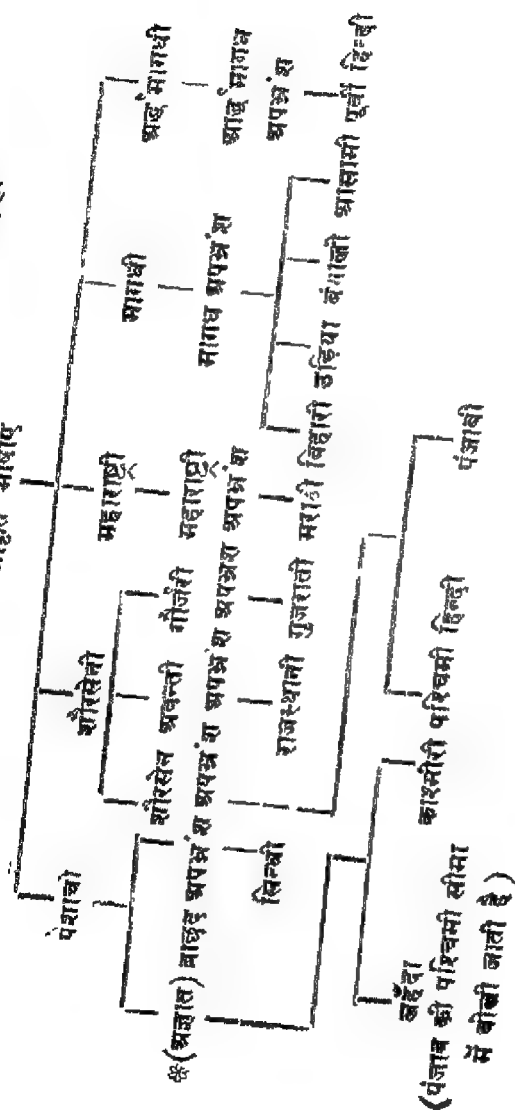 भाषाएँ
पैशाची शौरसेनी महाराष्ट्री मागधी अर्द्ध मागधी
शौरसेन अवन्ती गौर्जरी महाराष्ट्री मागध अपभ्रंश अर्द्ध मागध
❀(अज्ञात) ब्राचड़ अपभ्रंश अपभ्रंश अपभ्रंश अपभ्रंश अपभ्रंश अपभ्रंश
सिन्धी राजस्थानी गुजराती मराठी बिहारी उड़िया बंगाली आसामी पूर्वी हिन्दी
लहँदा काश्मीरी पश्चिमी हिन्दी पंजाबी
(पंजाब की पश्चिमी सीमा
में बोली जाती है)